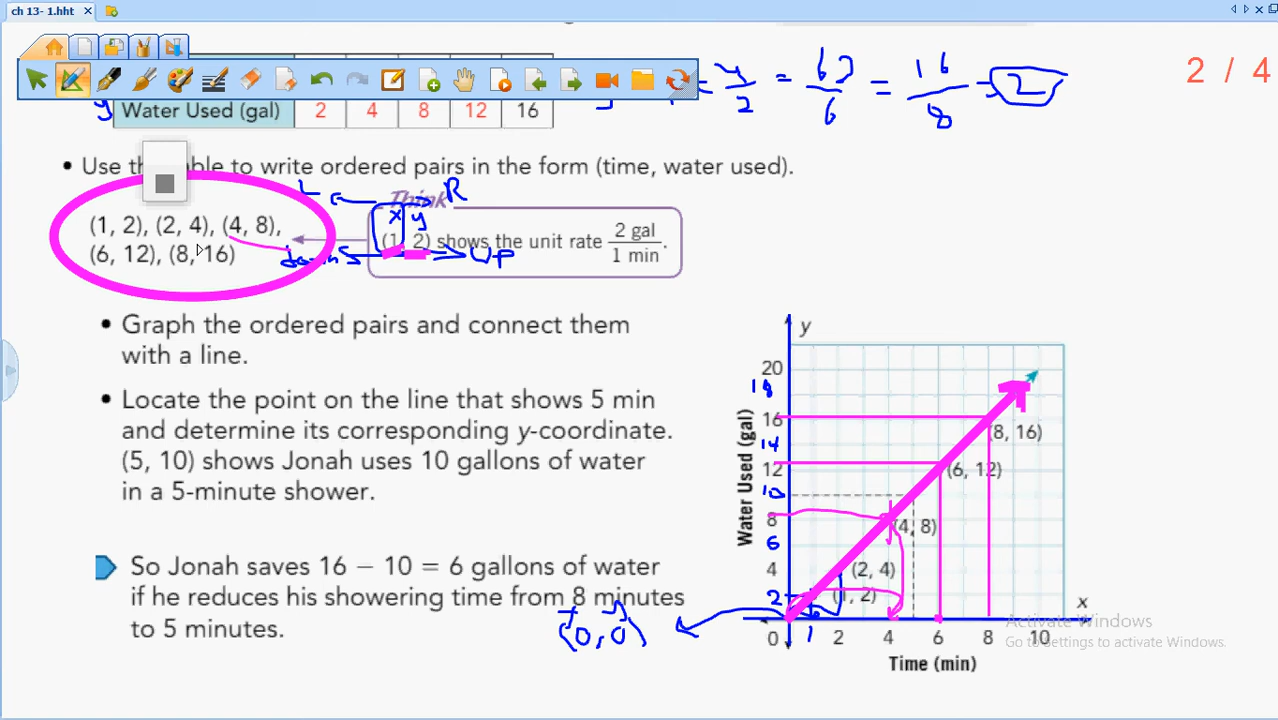 ch 13- 1.hht
2 / 4
= 4/2 = 62/6 = 16/8 = 2
y
Water Used (gal) 2 4 8 12 16
• Use the table to write ordered pairs in the form (time, water used).
L R
Think
x y
(1, 2), (2, 4), (4, 8),
(6, 12), (8, 16)
(1, 2) shows the unit rate 2 gal/1 min.
down UP
• Graph the ordered pairs and connect them
with a line.
• Locate the point on the line that shows 5 min
and determine its corresponding y-coordinate.
(5, 10) shows Jonah uses 10 gallons of water
in a 5-minute shower.
So Jonah saves 16 − 10 = 6 gallons of water
if he reduces his showering time from 8 minutes
to 5 minutes.
(0, 0)
y
20
18
16
14
12
10
8
6
4
2
0
Water Used (gal)
(8, 16)
(6, 12)
(4, 8)
(2, 4)
(1, 2)
x
1 2 4 6 8 10
Time (min)
Activate Windows
Go to Settings to activate Windows.